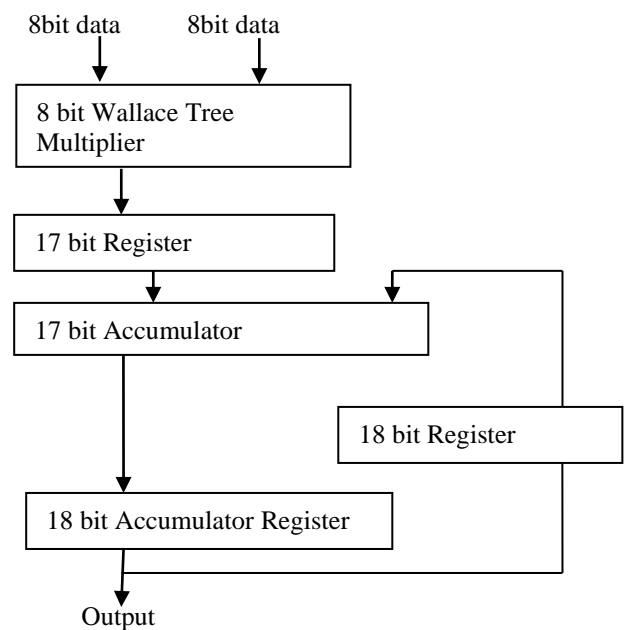 8bit data 8bit data
8 bit Wallace Tree
Multiplier
17 bit Register
17 bit Accumulator
18 bit Register
18 bit Accumulator Register
Output